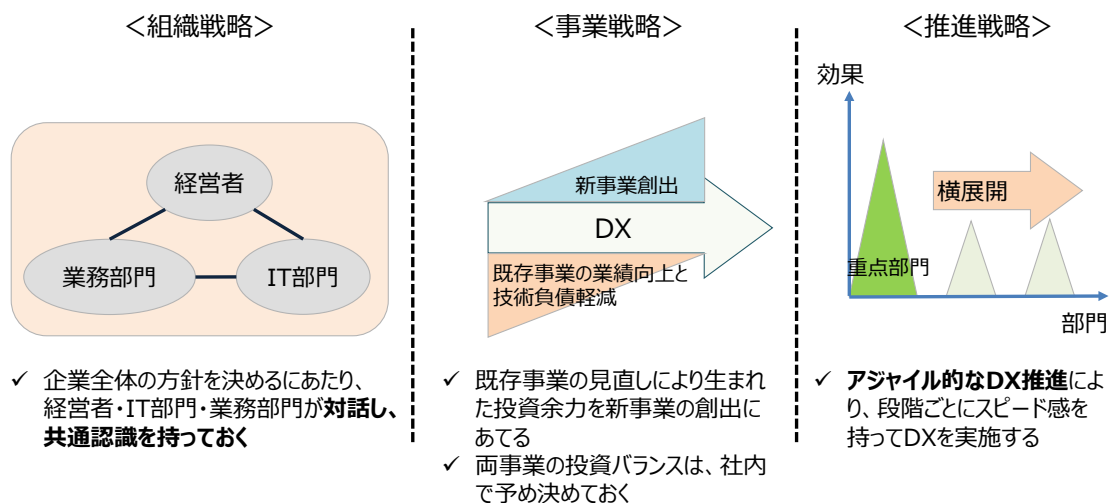 ＜組織戦略＞
経営者
業務部門
IT部門
✓ 企業全体の方針を決めるにあたり、
経営者・IT部門・業務部門が対話し、
共通認識を持っておく
＜事業戦略＞
新事業創出
DX
既存事業の業績向上と
技術負債軽減
✓ 既存事業の見直しにより生まれ
た投資余力を新事業の創出に
あてる
✓ 両事業の投資バランスは、社内
で予め決めておく
＜推進戦略＞
効果
横展開
重点部門
部門
✓ アジャイル的なDX推進によ
り、段階ごとにスピード感を
持ってDXを実施する